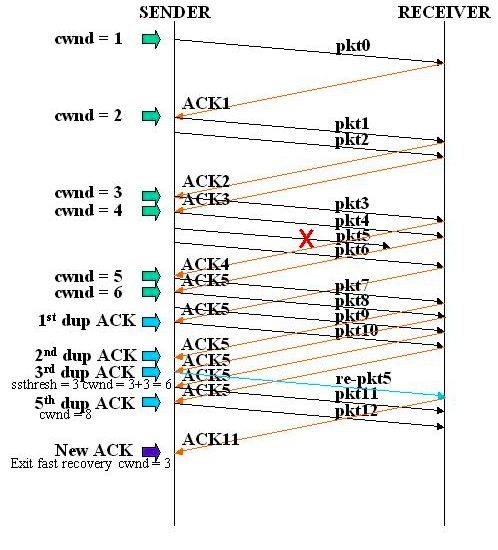 SENDER RECEIVER
cwnd = 1
pkt0
ACK1
cwnd = 2
pkt1
pkt2
ACK2
cwnd = 3
ACK3
pkt3
cwnd = 4
pkt4
X
pkt5
pkt6
ACK4
cwnd = 5
ACK5
pkt7
cwnd = 6
pkt8
ACK5
pkt9
1st dup ACK
pkt10
ACK5
2nd dup ACK
ACK5
3rd dup ACK
ACK5
re-pkt5
ssthresh = 3 cwnd = 3+3 = 6
ACK5
pkt11
5th dup ACK
pkt12
cwnd = 8
ACK11
New ACK
Exit fast recovery cwnd = 3